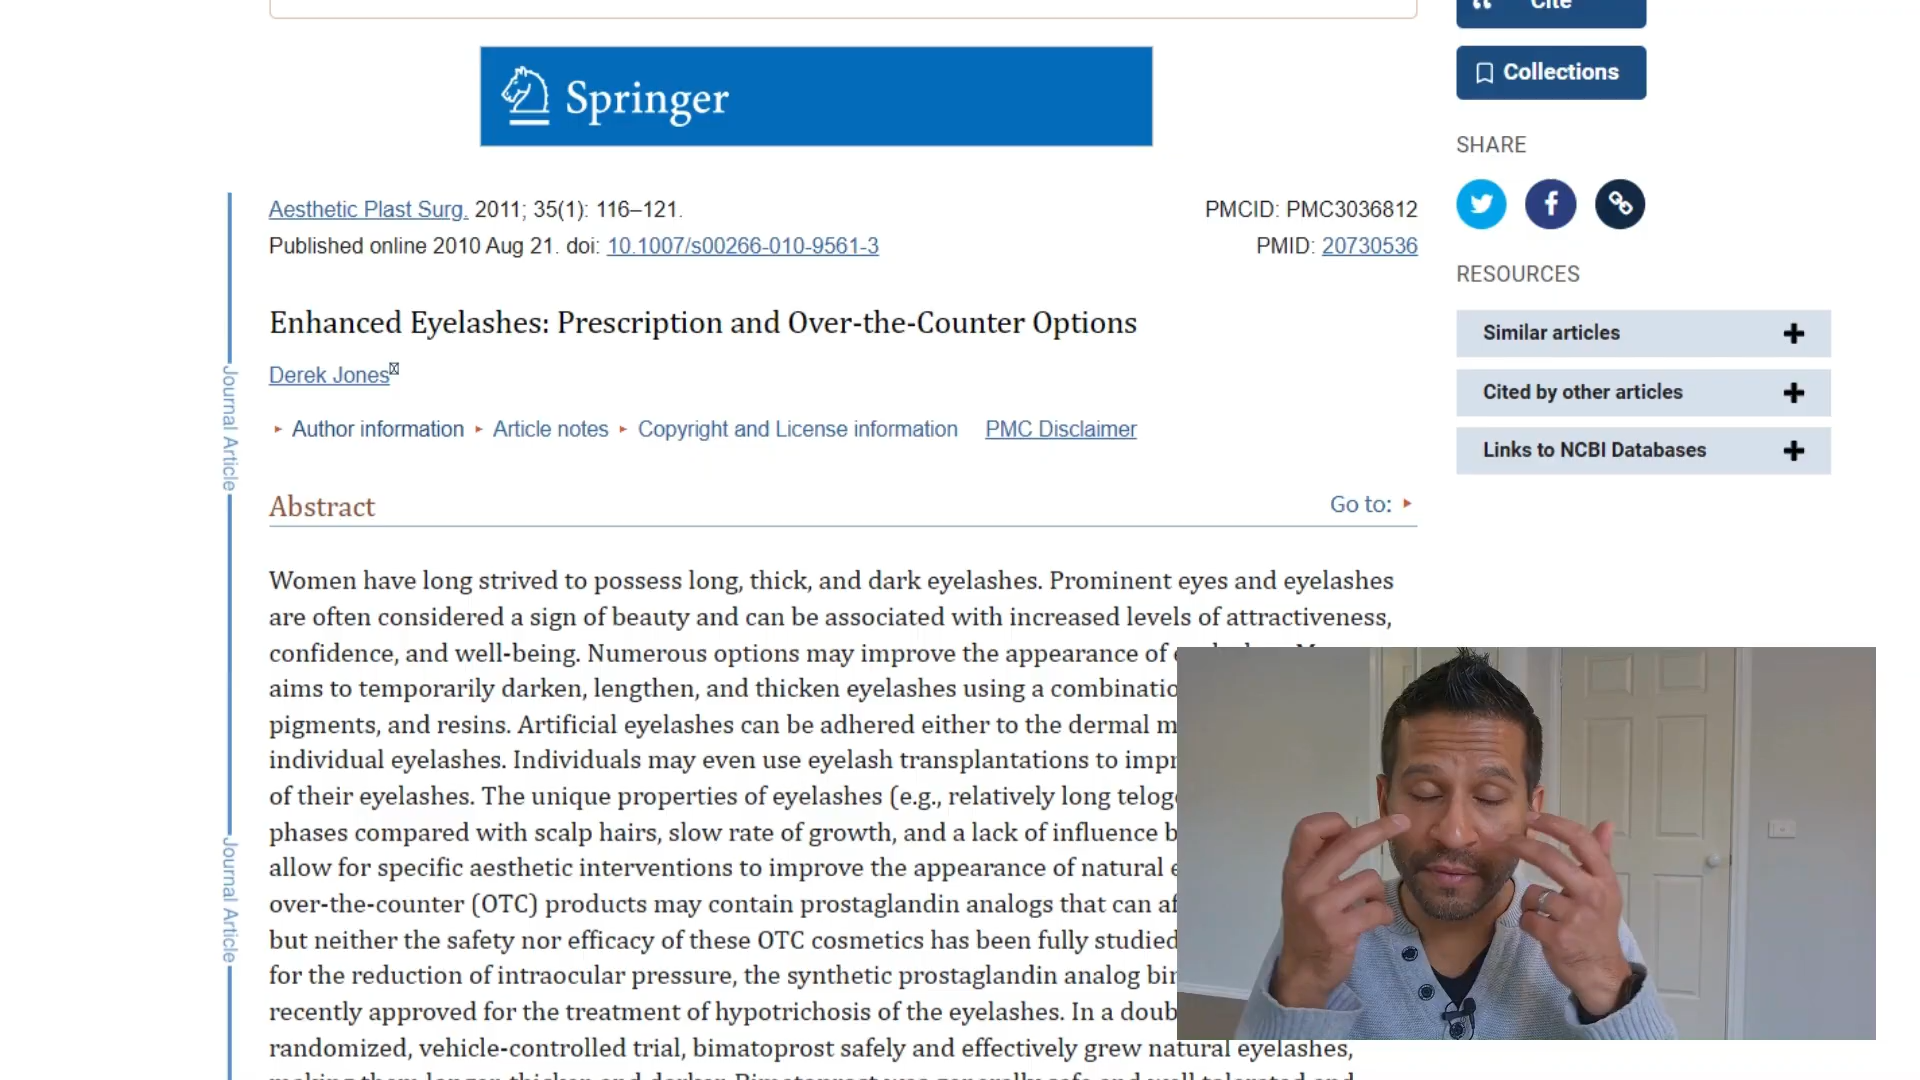 Cite
Collections
Springer
SHARE
Aesthetic Plast Surg. 2011; 35(1): 116–121.
PMCID: PMC3036812
Published online 2010 Aug 21. doi: 10.1007/s00266-010-9561-3
PMID: 20730536
RESOURCES
Enhanced Eyelashes: Prescription and Over-the-Counter Options
Similar articles
Derek Jones
Cited by other articles
Author information Article notes Copyright and License information PMC Disclaimer
Links to NCBI Databases
Journal Article
Abstract
Go to:
Women have long strived to possess long, thick, and dark eyelashes. Prominent eyes and eyelashes
are often considered a sign of beauty and can be associated with increased levels of attractiveness,
confidence, and well-being. Numerous options may improve the appearance of
aims to temporarily darken, lengthen, and thicken eyelashes using a
pigments, and resins. Artificial eyelashes can be adhered either to the dermal
individual eyelashes. Individuals may even use eyelash transplantations to
of their eyelashes. The unique properties of eyelashes (e.g., relatively long
phases compared with scalp hairs, slow rate of growth, and a lack of influence
Journal Article
allow for specific aesthetic interventions to improve the appearance of natural
over-the-counter (OTC) products may contain prostaglandin analogs that can
but neither the safety nor efficacy of these OTC cosmetics has been fully studied
for the reduction of intraocular pressure, the synthetic prostaglandin analog
recently approved for the treatment of hypotrichosis of the eyelashes. In a
randomized, vehicle-controlled trial, bimatoprost safely and effectively grew natural eyelashes,